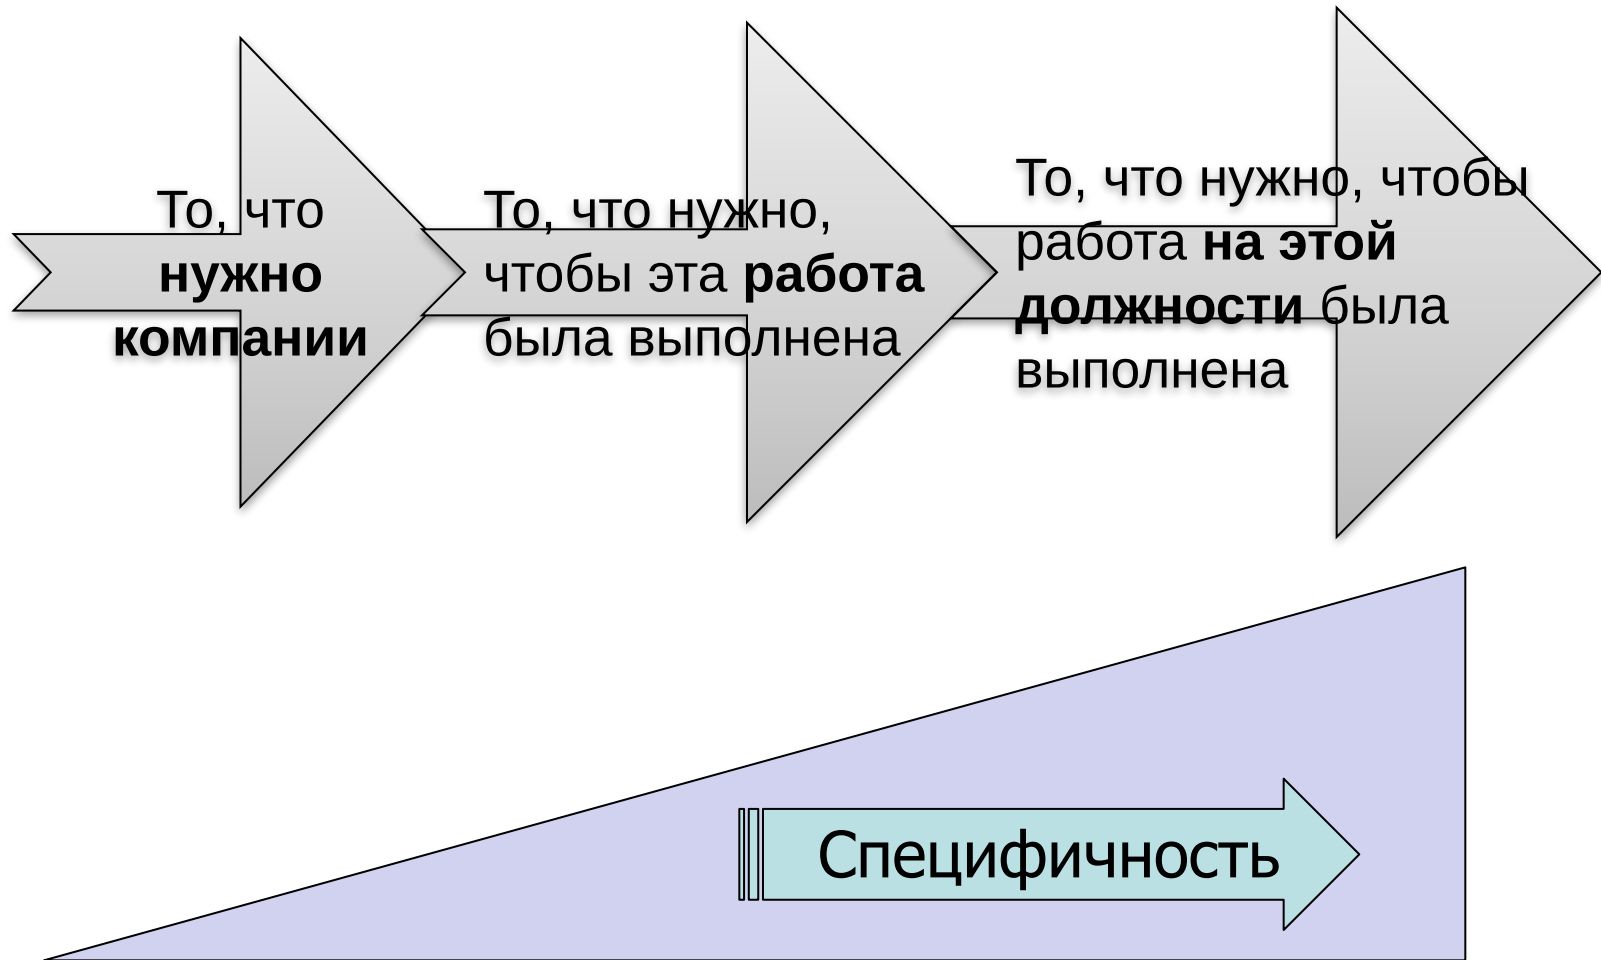 То, что
нужно
компании
То, что нужно,
чтобы эта работа
была выполнена
То, что нужно, чтобы
работа на этой
должности была
выполнена
Специфичность